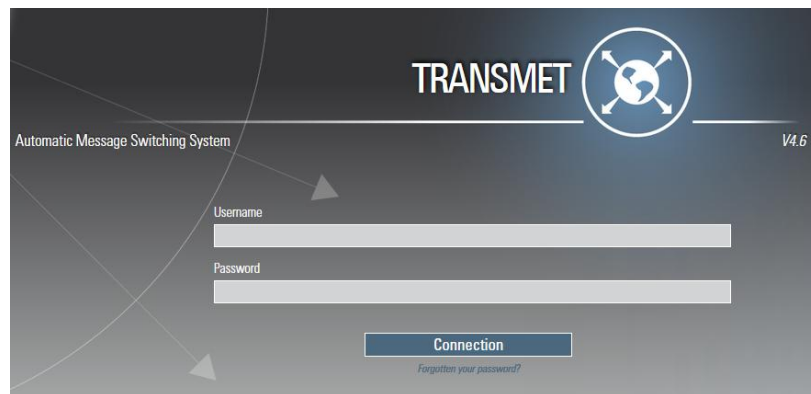 TRANSMET
Automatic Message Switching System
V4.6
Username
Password
Connection
Forgotten your password?